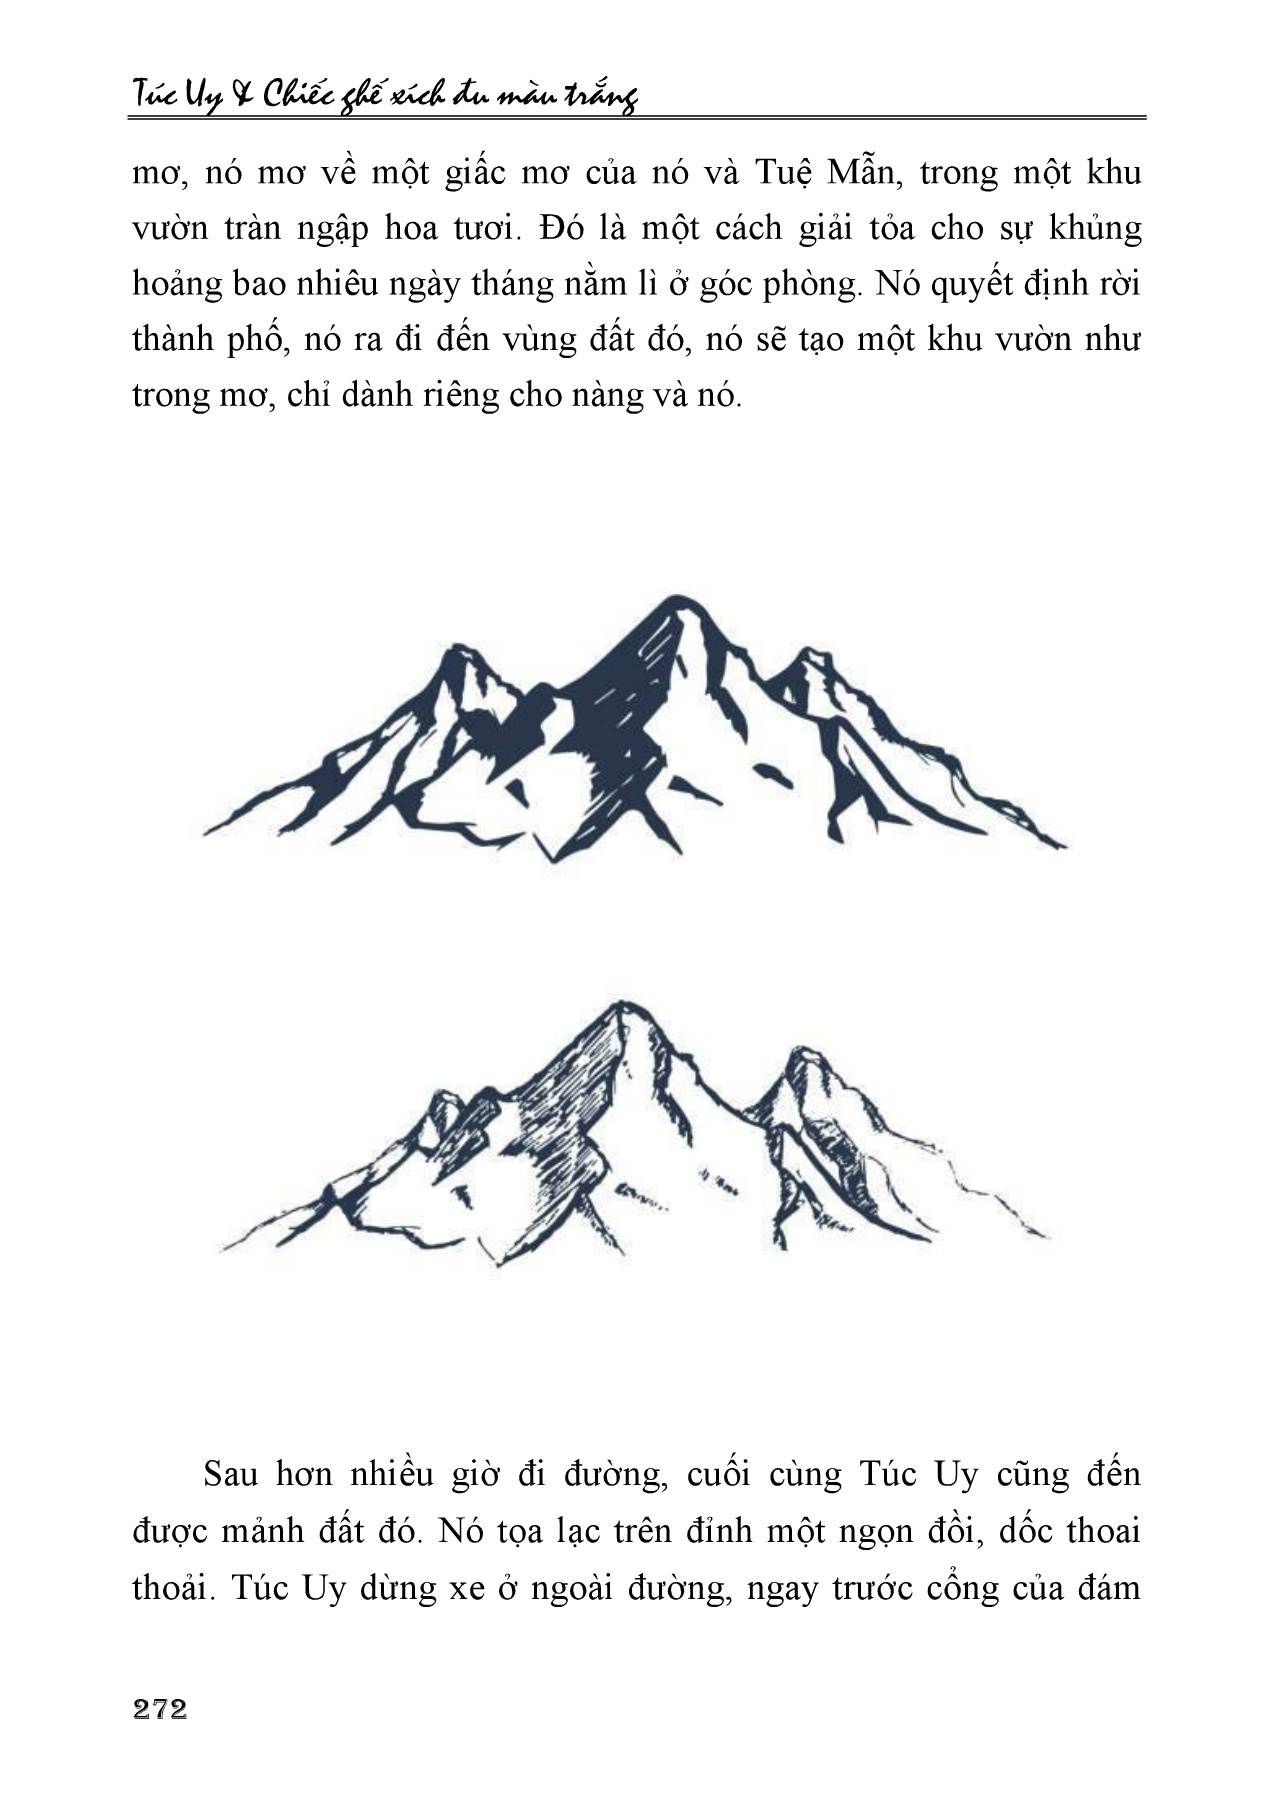 Túc Uy & Chiếc ghế xích đu màu trắng
mơ, nó mơ về một giấc mơ của nó và Tuệ Mẫn, trong một khu
vườn tràn ngập hoa tươi. Đó là một cách giải tỏa cho sự khủng
hoảng bao nhiêu ngày tháng nằm lì ở góc phòng. Nó quyết định rời
thành phố, nó ra đi đến vùng đất đó, nó sẽ tạo một khu vườn như
trong mơ, chỉ dành riêng cho nàng và nó.
Sau hơn nhiều giờ đi đường, cuối cùng Túc Uy cũng đến
được mảnh đất đó. Nó tọa lạc trên đỉnh một ngọn đồi, dốc thoai
thoải. Túc Uy dừng xe ở ngoài đường, ngay trước cổng của đám
272